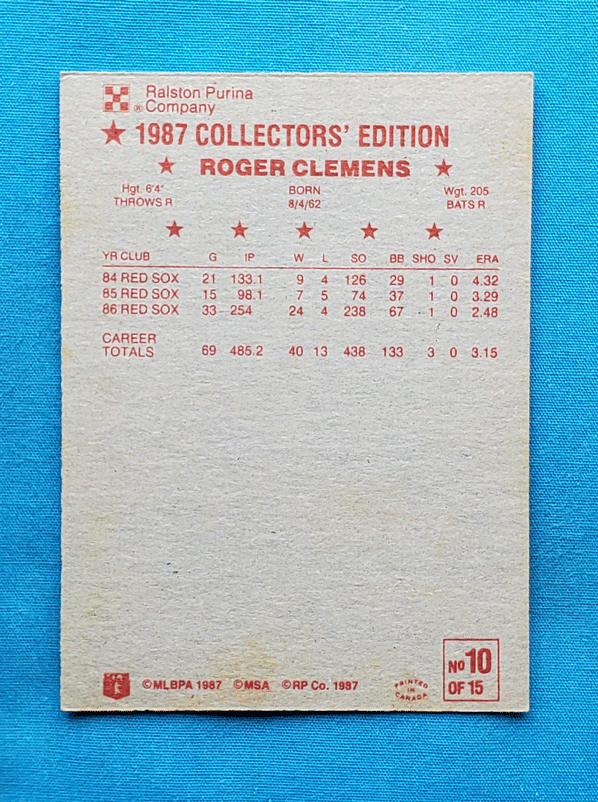 Ralston Purina
® Company
★ 1987 COLLECTORS' EDITION
★ ROGER CLEMENS ★
Hgt. 6'4" BORN Wgt. 205
THROWS R 8/4/62 BATS R
★ ★ ★ ★ ★
YR CLUB G IP W L SO BB SHO SV ERA
84 RED SOX 21 133.1 9 4 126 29 1 0 4.32
85 RED SOX 15 98.1 7 5 74 37 1 0 3.29
86 RED SOX 33 254 24 4 238 67 1 0 2.48
CAREER
TOTALS 69 485.2 40 13 438 133 3 0 3.15
©MLBPA 1987 ©MSA ©RP Co. 1987
PRINTED
IN
CANADA
No 10
OF 15